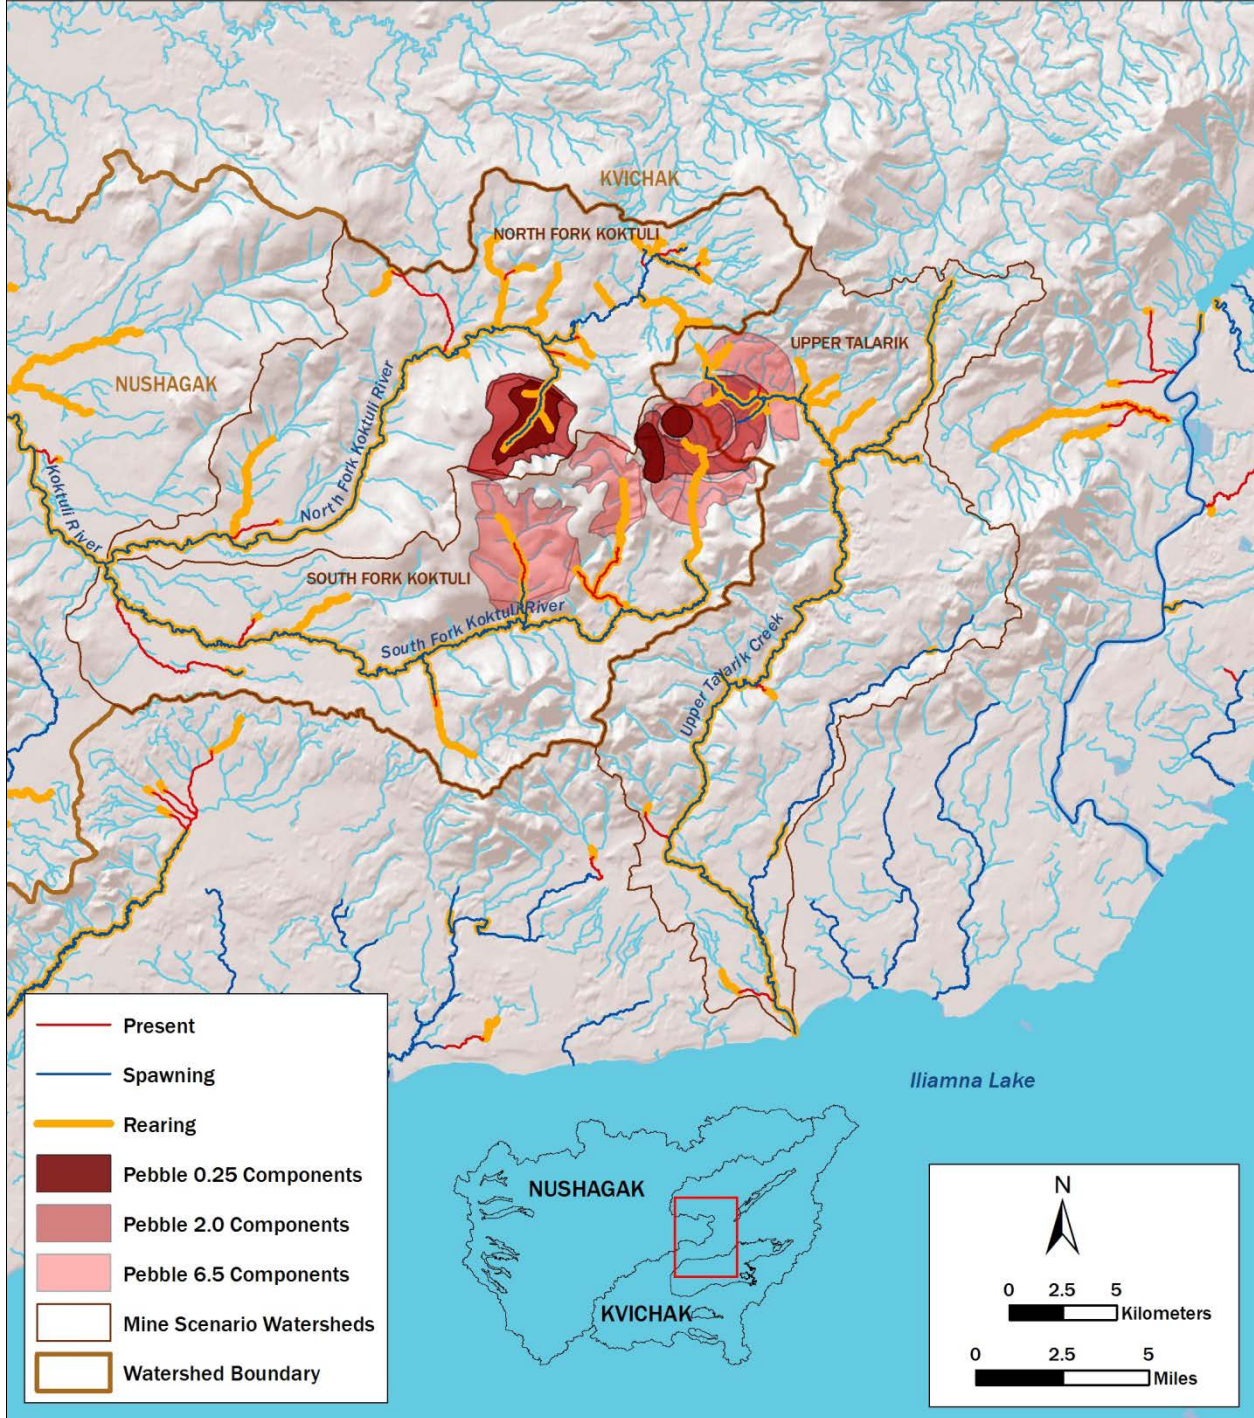 KVICHAK
NORTH FORK KOKTULI
UPPER TALARIK
NUSHAGAK
North Fork Koktuli River
Koktuli River
SOUTH FORK KOKTULI
South Fork Koktuli River
Upper Talarik Creek
Iliamna Lake
Present
Spawning
Rearing
Pebble 0.25 Components
Pebble 2.0 Components
Pebble 6.5 Components
Mine Scenario Watersheds
Watershed Boundary
NUSHAGAK
KVICHAK
N
0 2.5 5
Kilometers
0 2.5 5
Miles